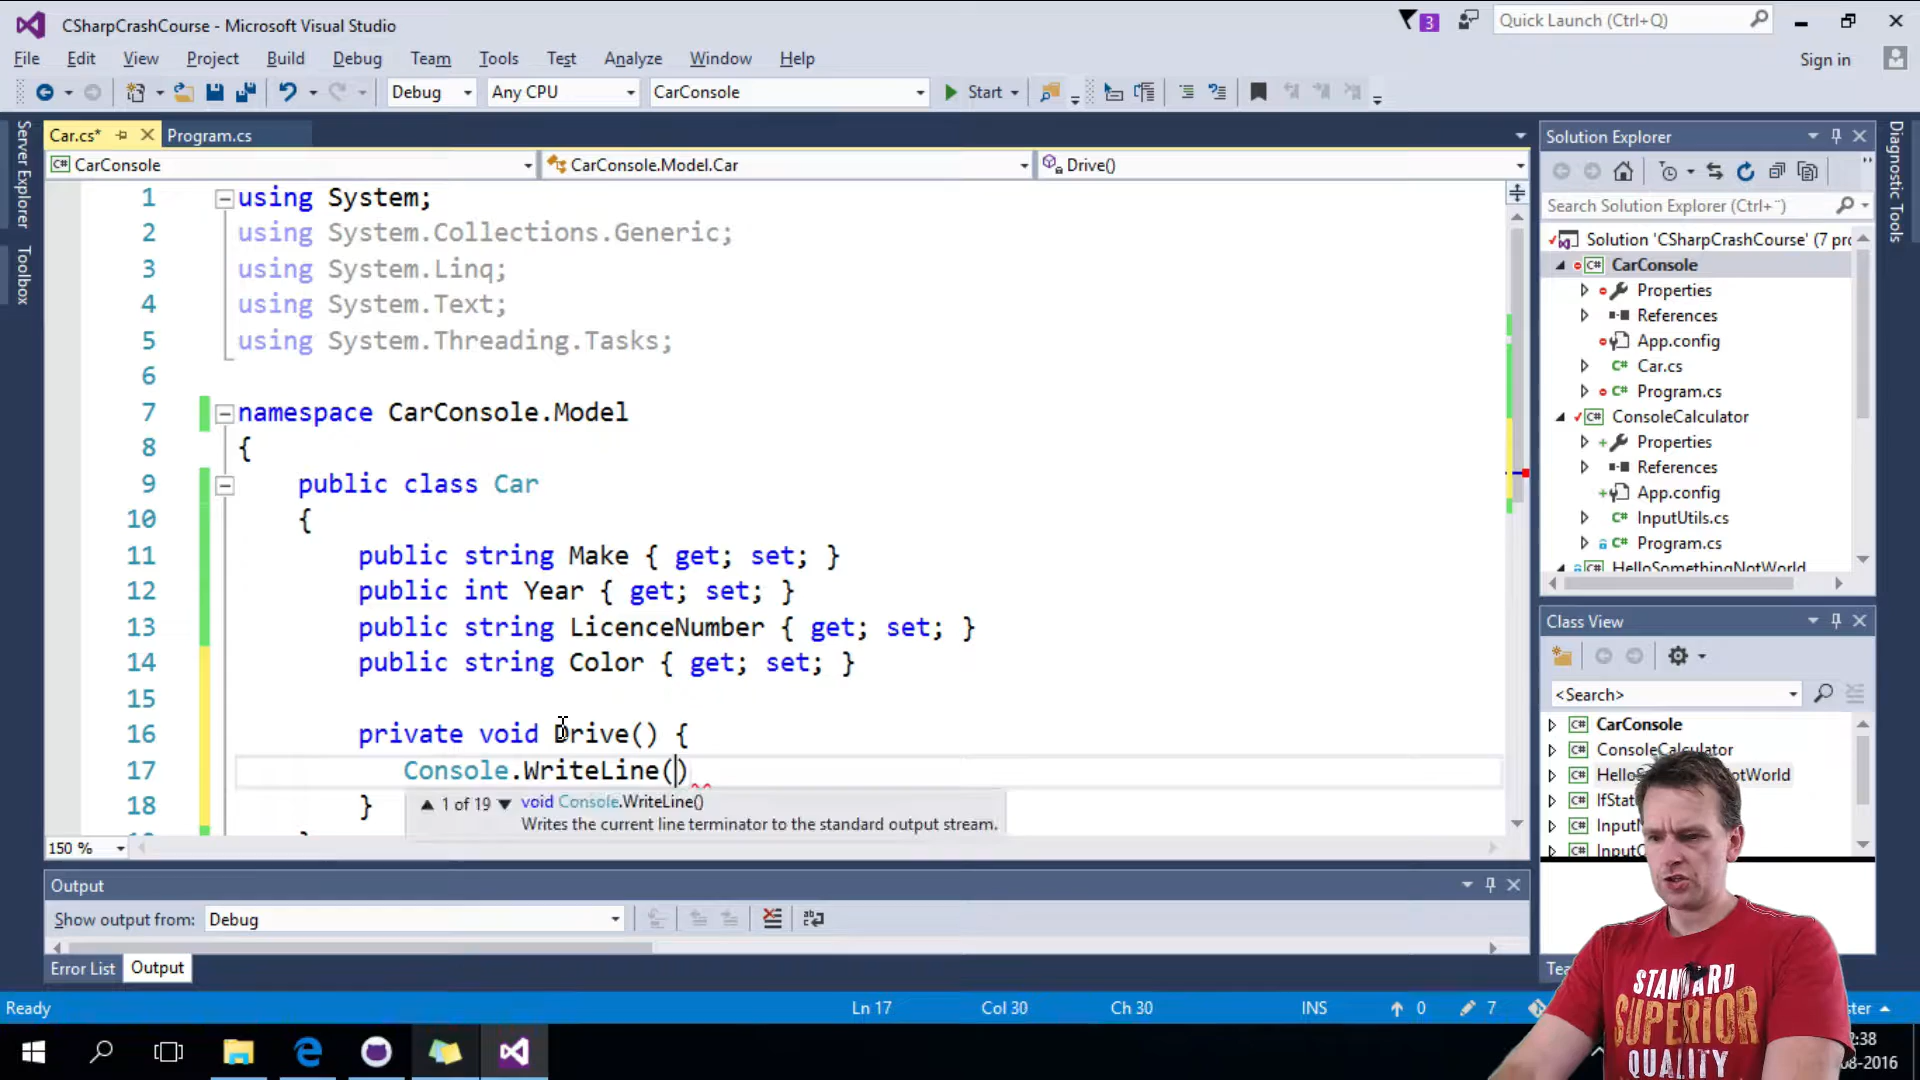 CSharpCrashCourse - Microsoft Visual Studio
3
Quick Launch (Ctrl+Q)
File Edit View Project Build Debug Team Tools Test Analyze Window Help
Sign in
Debug Any CPU CarConsole Start
Server Explorer
Toolbox
Car.cs* Program.cs
CarConsole CarConsole.Model.Car Drive()
1 using System;
2 using System.Collections.Generic;
3 using System.Linq;
4 using System.Text;
5 using System.Threading.Tasks;
6
7 namespace CarConsole.Model
8 {
9 public class Car
10 {
11 public string Make { get; set; }
12 public int Year { get; set; }
13 public string LicenceNumber { get; set; }
14 public string Color { get; set; }
15
16 private void Drive() {
17 Console.WriteLine()
18 }
1 of 19 void Console.WriteLine()
Writes the current line terminator to the standard output stream.
150 %
Output
Show output from: Debug
Error List Output
Ready Ln 17 Col 30 Ch 30 INS 0 7
Solution Explorer
Search Solution Explorer (Ctrl+¨)
Solution 'CSharpCrashCourse' (7 pr
CarConsole
Properties
References
App.config
Car.cs
Program.cs
ConsoleCalculator
Properties
References
App.config
InputUtils.cs
Program.cs
HelloSomethingNotWorld
Class View
<Search>
CarConsole
ConsoleCalculator
Diagnostic Tools
STANDARD
SUPERIOR
QUALITY